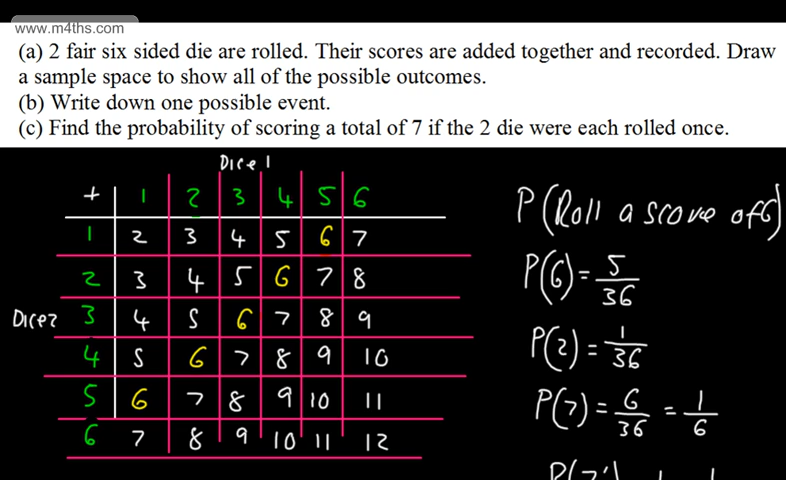 www.m4ths.com
(a) 2 fair six sided die are rolled. Their scores are added together and recorded. Draw
a sample space to show all of the possible outcomes.
(b) Write down one possible event.
(c) Find the probability of scoring a total of 7 if the 2 die were each rolled once.
Dice 1
+ 1 2 3 4 5 6
1 2 3 4 5 6 7
2 3 4 5 6 7 8
Dice 2 3 4 5 6 7 8 9
4 5 6 7 8 9 10
5 6 7 8 9 10 11
6 7 8 9 10 11 12
P(Roll a score of 6)
P(6) = 5/36
P(2) = 1/36
P(7) = 6/36 = 1/6